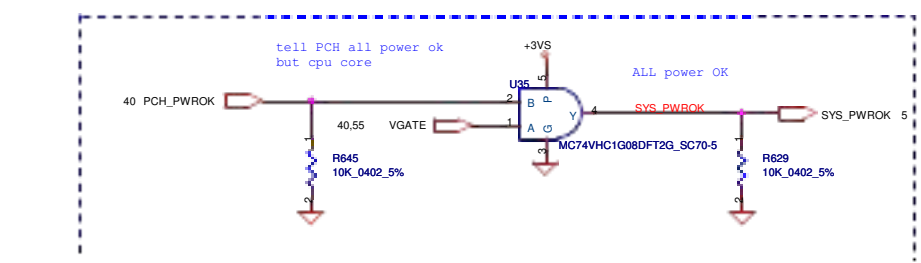 tell PCH all power ok
but cpu core
+3VS
ALL power OK
U35
5
40 PCH_PWROK
2
B
P
4
SYS_PWROK
Y
SYS_PWROK 5
40,55 VGATE
1
A
G
3
MC74VHC1G08DFT2G_SC70-5
1
R645
10K_0402_5%
2
1
R629
10K_0402_5%
2